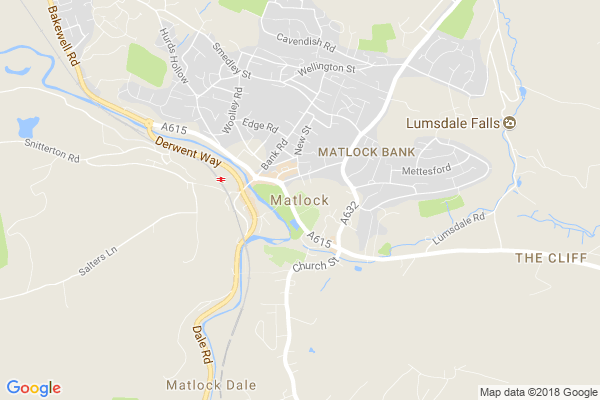 Bakewell Rd
Hurds Hollow
Smedley St
Cavendish Rd
Wellington St
Woolley Rd
A615
Edge Rd
Bank Rd
New St
Lumsdale Falls
Snitterton Rd
Derwent Way
MATLOCK BANK
Mettesford
Matlock
A632
A615
Lumsdale Rd
Salters Ln
Church St
THE CLIFF
Dale Rd
Matlock Dale
Google
Map data ©2018 Google